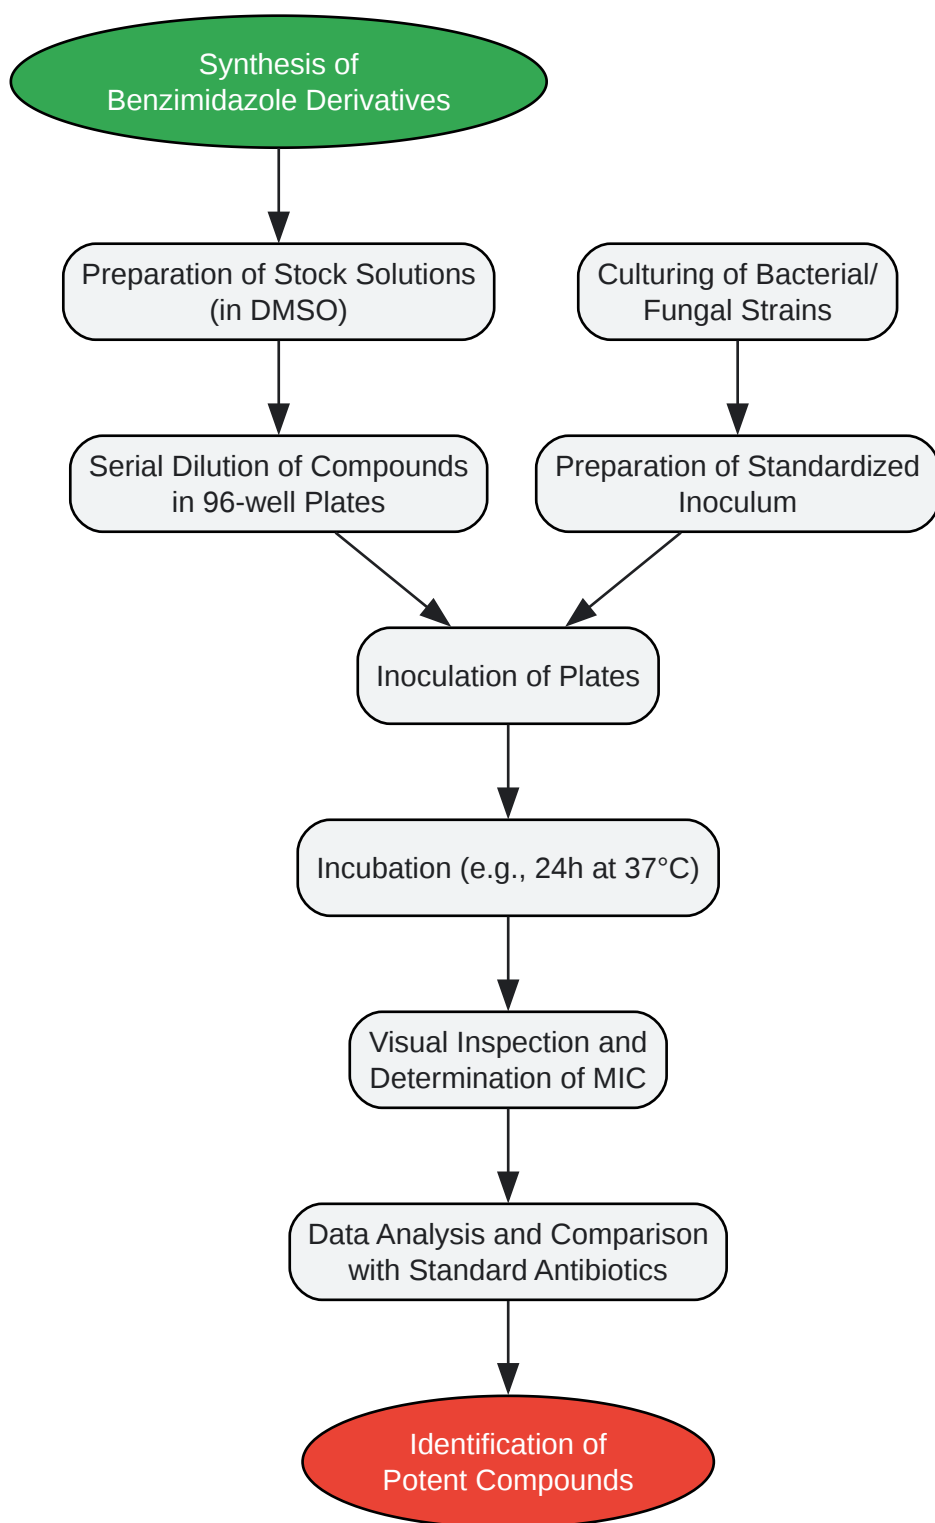 Synthesis of
Benzimidazole Derivatives
Preparation of Stock Solutions
(in DMSO)
Culturing of Bacterial/
Fungal Strains
Serial Dilution of Compounds
in 96-well Plates
Preparation of Standardized
Inoculum
Inoculation of Plates
Incubation (e.g., 24h at 37°C)
Visual Inspection and
Determination of MIC
Data Analysis and Comparison
with Standard Antibiotics
Identification of
Potent Compounds